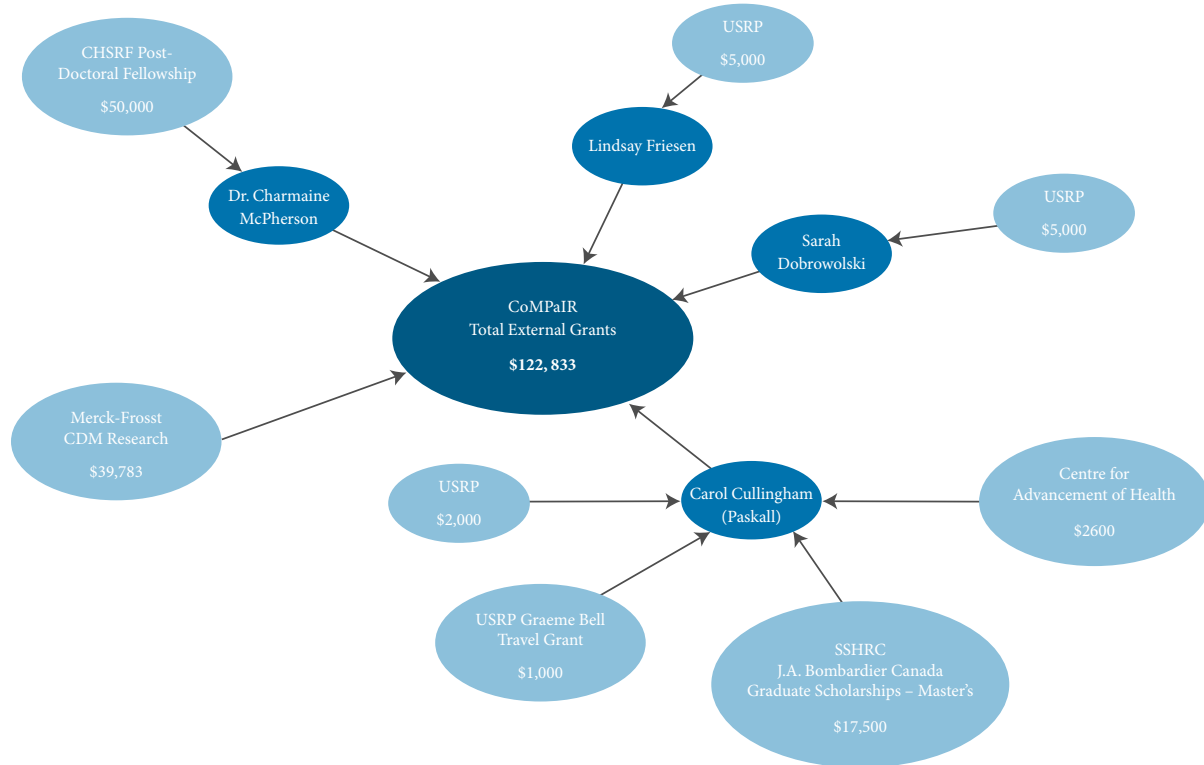 CHSRF Post-
Doctoral Fellowship
$50,000
USRP
$5,000
Lindsay Friesen
Dr. Charmaine
McPherson
USRP
$5,000
Sarah
Dobrowolski
CoMPaIR
Total External Grants
$122, 833
Merck-Frosst
CDM Research
$39,783
USRP
$2,000
Carol Cullingham
(Paskall)
Centre for
Advancement of Health
$2600
USRP Graeme Bell
Travel Grant
$1,000
SSHRC
J.A. Bombardier Canada
Graduate Scholarships – Master’s
$17,500